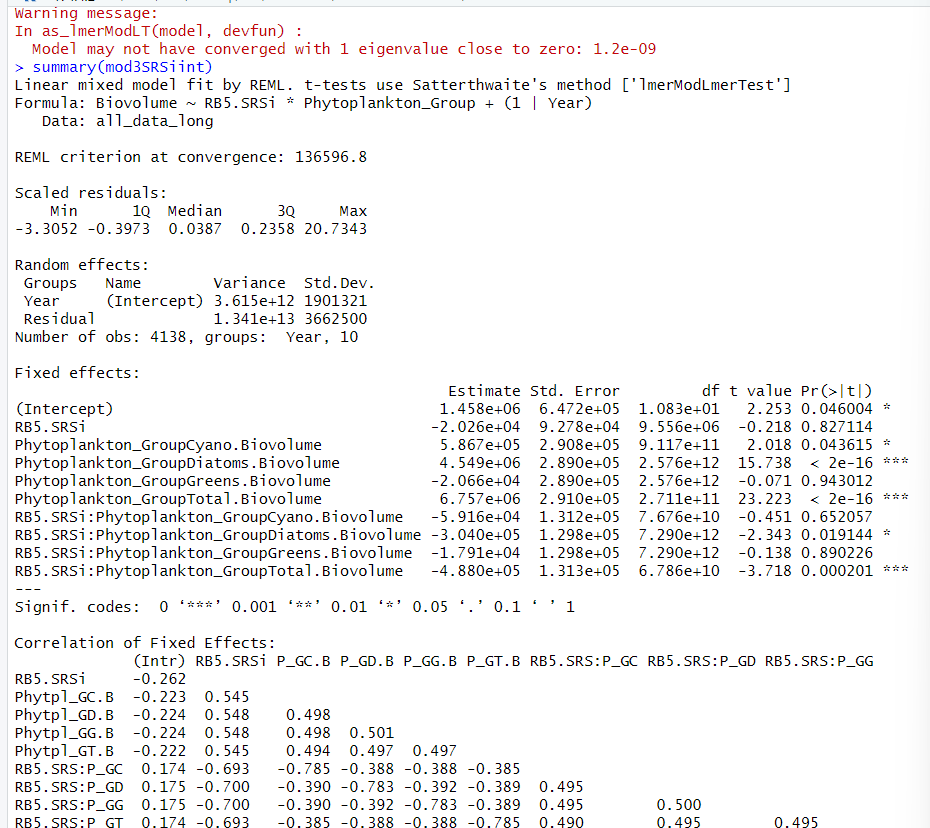 Warning message:
In as_lmerModLT(model, devfun) :
  Model may not have converged with 1 eigenvalue close to zero: 1.2e-09
> summary(mod3SRSiint)
Linear mixed model fit by REML. t-tests use Satterthwaite's method ['lmerModLmerTest']
Formula: Biovolume ~ RB5.SRSi * Phytoplankton_Group + (1 | Year)
   Data: all_data_long

REML criterion at convergence: 136596.8

Scaled residuals:
    Min      1Q  Median      3Q     Max
-3.3052 -0.3973  0.0387  0.2358 20.7343

Random effects:
 Groups   Name        Variance  Std.Dev.
 Year     (Intercept) 3.615e+12 1901321
 Residual             1.341e+13 3662500
Number of obs: 4138, groups:  Year, 10

Fixed effects:
                                                Estimate Std. Error         df t value Pr(>|t|)
(Intercept)                                    1.458e+06  6.472e+05  1.083e+01   2.253 0.046004 *
RB5.SRSi                                      -2.026e+04  9.278e+04  9.556e+06  -0.218 0.827114
Phytoplankton_GroupCyano.Biovolume             5.867e+05  2.908e+05  9.117e+11   2.018 0.043615 *
Phytoplankton_GroupDiatoms.Biovolume           4.549e+06  2.890e+05  2.576e+12  15.738  < 2e-16 ***
Phytoplankton_GroupGreens.Biovolume           -2.066e+04  2.890e+05  2.576e+12  -0.071 0.943012
Phytoplankton_GroupTotal.Biovolume             6.757e+06  2.910e+05  2.711e+11  23.223  < 2e-16 ***
RB5.SRSi:Phytoplankton_GroupCyano.Biovolume   -5.916e+04  1.312e+05  7.676e+10  -0.451 0.652057
RB5.SRSi:Phytoplankton_GroupDiatoms.Biovolume -3.040e+05  1.298e+05  7.290e+12  -2.343 0.019144 *
RB5.SRSi:Phytoplankton_GroupGreens.Biovolume  -1.791e+04  1.298e+05  7.290e+12  -0.138 0.890226
RB5.SRSi:Phytoplankton_GroupTotal.Biovolume   -4.880e+05  1.313e+05  6.786e+10  -3.718 0.000201 ***
---
Signif. codes:  0 ‘***’ 0.001 ‘**’ 0.01 ‘*’ 0.05 ‘.’ 0.1 ‘ ’ 1

Correlation of Fixed Effects:
             (Intr) RB5.SRSi P_GC.B P_GD.B P_GG.B P_GT.B RB5.SRS:P_GC RB5.SRS:P_GD RB5.SRS:P_GG
RB5.SRSi     -0.262
Phytpl_GC.B  -0.223  0.545
Phytpl_GD.B  -0.224  0.548    0.498
Phytpl_GG.B  -0.224  0.548    0.498  0.501
Phytpl_GT.B  -0.222  0.545    0.494  0.497  0.497
RB5.SRS:P_GC  0.174 -0.693   -0.785 -0.388 -0.388 -0.385
RB5.SRS:P_GD  0.175 -0.700   -0.390 -0.783 -0.392 -0.389  0.495
RB5.SRS:P_GG  0.175 -0.700   -0.390 -0.392 -0.783 -0.389  0.495        0.500
RB5.SRS:P_GT  0.174 -0.693   -0.385 -0.388 -0.388 -0.785  0.490        0.495        0.495